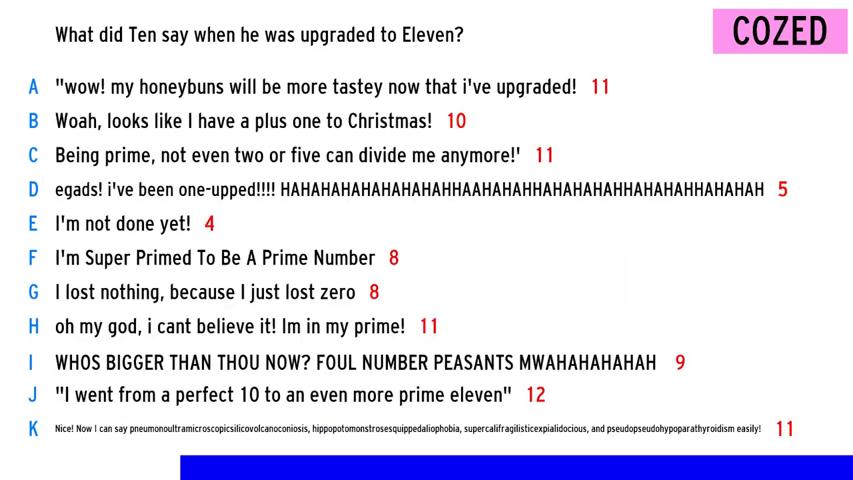 What did Ten say when he was upgraded to Eleven?
COZED
A "wow! my honeybuns will be more tastey now that i've upgraded! 11
B Woah, looks like I have a plus one to Christmas! 10
C Being prime, not even two or five can divide me anymore!' 11
D egads! i've been one-upped!!!! HAHAHAHAHAHAHAHAHHAAHAHAHHAHAHAHAHHAHAHAHHAHAHAH 5
E I'm not done yet! 4
F I'm Super Primed To Be A Prime Number 8
G I lost nothing, because I just lost zero 8
H oh my god, i cant believe it! Im in my prime! 11
I WHOS BIGGER THAN THOU NOW? FOUL NUMBER PEASANTS MWAHAHAHAHAH 9
J "I went from a perfect 10 to an even more prime eleven" 12
K Nice! Now I can say pneumonoultramicroscopicsilicovolcanoconiosis, hippopotomonstrosesquippedaliophobia, supercalifragilisticexpialidocious, and pseudopseudohypoparathyroidism easily! 11